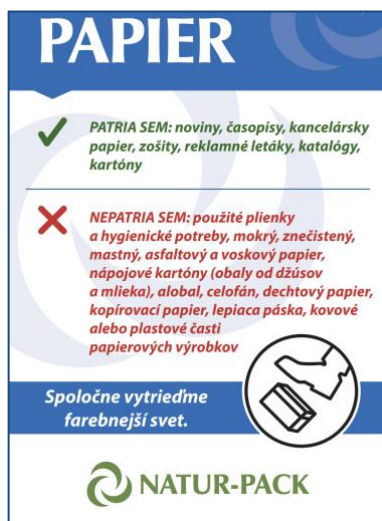 PAPIER
PATRIA SEM: noviny, časopisy, kancelársky
papier, zošity, reklamné letáky, katalógy,
kartóny
NEPATRIA SEM: použité plienky
a hygienické potreby, mokrý, znečistený,
mastný, asfaltový a voskový papier,
nápojové kartóny (obaly od džúsov
a mlieka), alobal, celofán, dechtový papier,
kopírovací papier, lepiaca páska, kovové
alebo plastové časti
papierových výrobkov
Spoločne vytrieďme
farebnejší svet.
NATUR-PACK